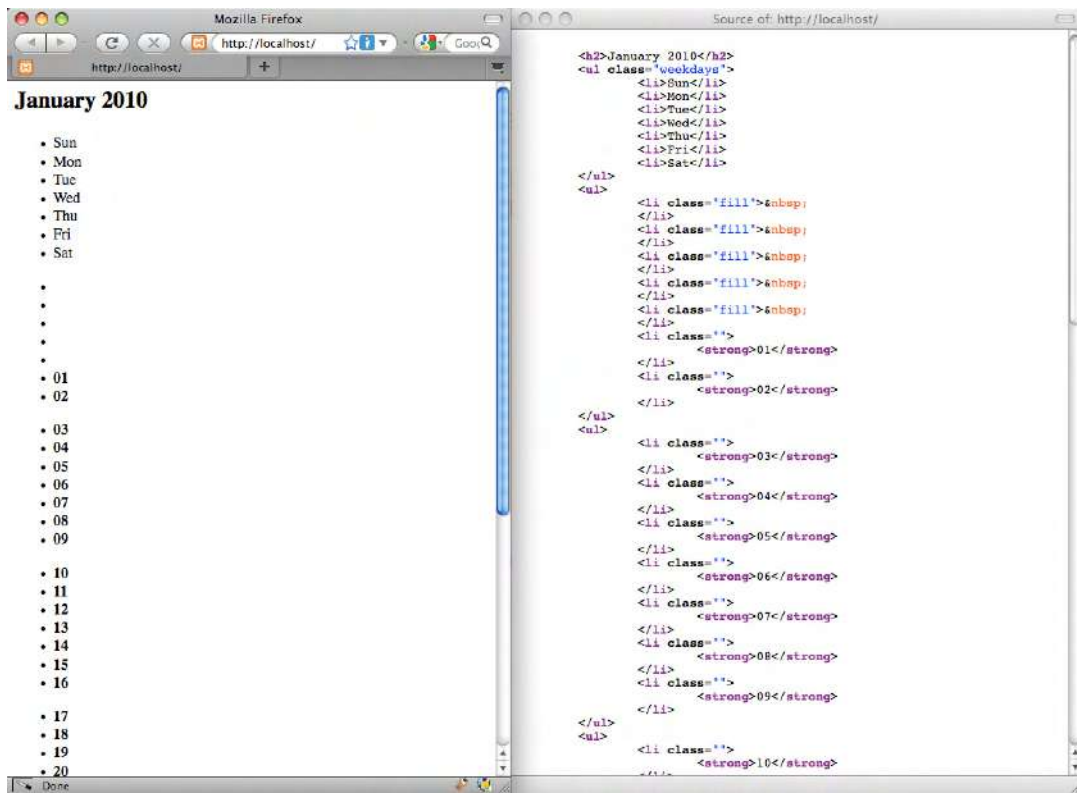 Mozilla Firefox
http://localhost/
http://localhost/
+
January 2010
• Sun
• Mon
• Tue
• Wed
• Thu
• Fri
• Sat
•
•
•
•
•
• 01
• 02
• 03
• 04
• 05
• 06
• 07
• 08
• 09
• 10
• 11
• 12
• 13
• 14
• 15
• 16
• 17
• 18
• 19
• 20
Done
Source of: http://localhost/
<h2>January 2010</h2>
<ul class="weekdays">
<li>Sun</li>
<li>Mon</li>
<li>Tue</li>
<li>Wed</li>
<li>Thu</li>
<li>Fri</li>
<li>Sat</li>
</ul>
<ul>
<li class="fill">&nbsp;
</li>
<li class="fill">&nbsp;
</li>
<li class="fill">&nbsp;
</li>
<li class="fill">&nbsp;
</li>
<li class="fill">&nbsp;
</li>
<li class="">
<strong>01</strong>
</li>
<li class="">
<strong>02</strong>
</li>
</ul>
<ul>
<li class="">
<strong>03</strong>
</li>
<li class="">
<strong>04</strong>
</li>
<li class="">
<strong>05</strong>
</li>
<li class="">
<strong>06</strong>
</li>
<li class="">
<strong>07</strong>
</li>
<li class="">
<strong>08</strong>
</li>
<li class="">
<strong>09</strong>
</li>
</ul>
<ul>
<li class="">
<strong>10</strong>